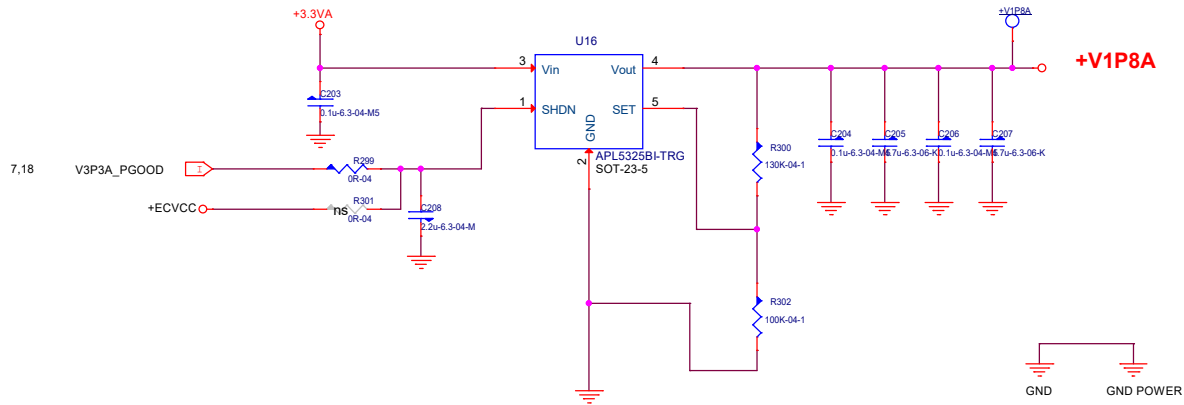 +3.3VA
+V1P8A
U16
3
Vin
Vout
4
+V1P8A
C203
0.1u-6.3-04-M5
1
SHDN
SET
5
GND
2
APL5325BI-TRG
SOT-23-5
C204
0.1u-6.3-04-M5
C205
4.7u-6.3-06-K
C206
0.1u-6.3-04-M5
C207
4.7u-6.3-06-K
R300
130K-04-1
7,18
V3P3A_PGOOD
I
R299
0R-04
+ECVCC
ns
R301
0R-04
C208
2.2u-6.3-04-M
R302
100K-04-1
GND
GND POWER